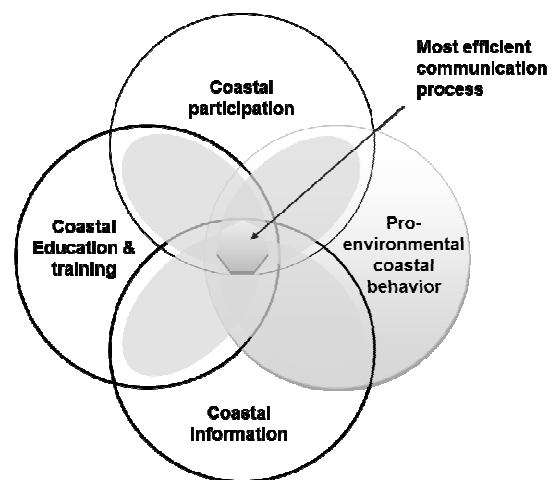 Most efficient
communication
process
Coastal
participation
Coastal
Education &
training
Pro-
environmental
coastal
behavior
Coastal
Information